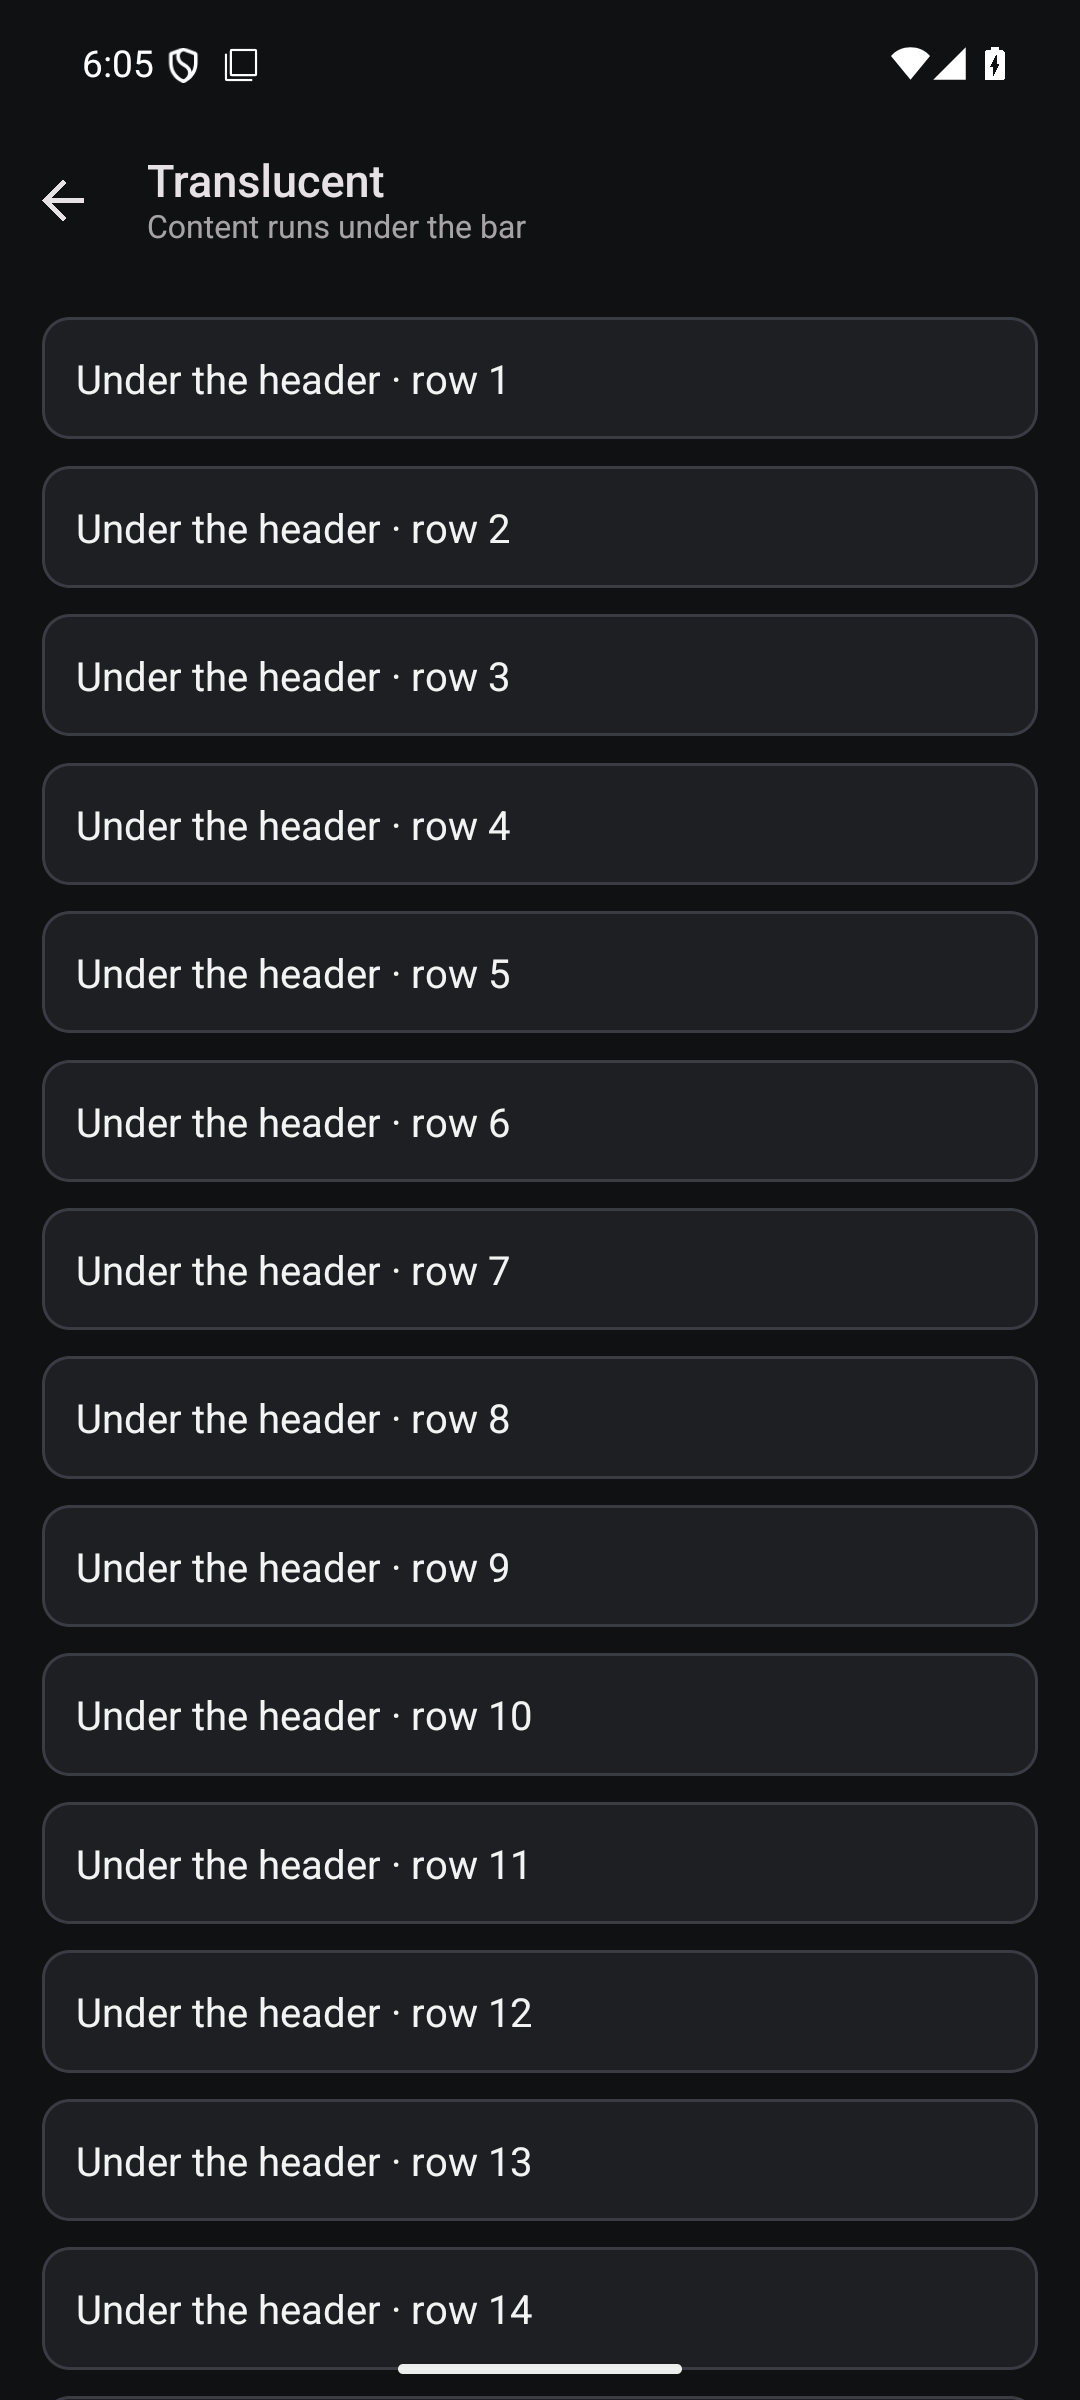 6:05
Translucent
Content runs under the bar
Under the header · row 1
Under the header · row 2
Under the header · row 3
Under the header · row 4
Under the header · row 5
Under the header · row 6
Under the header · row 7
Under the header · row 8
Under the header · row 9
Under the header · row 10
Under the header · row 11
Under the header · row 12
Under the header · row 13
Under the header · row 14